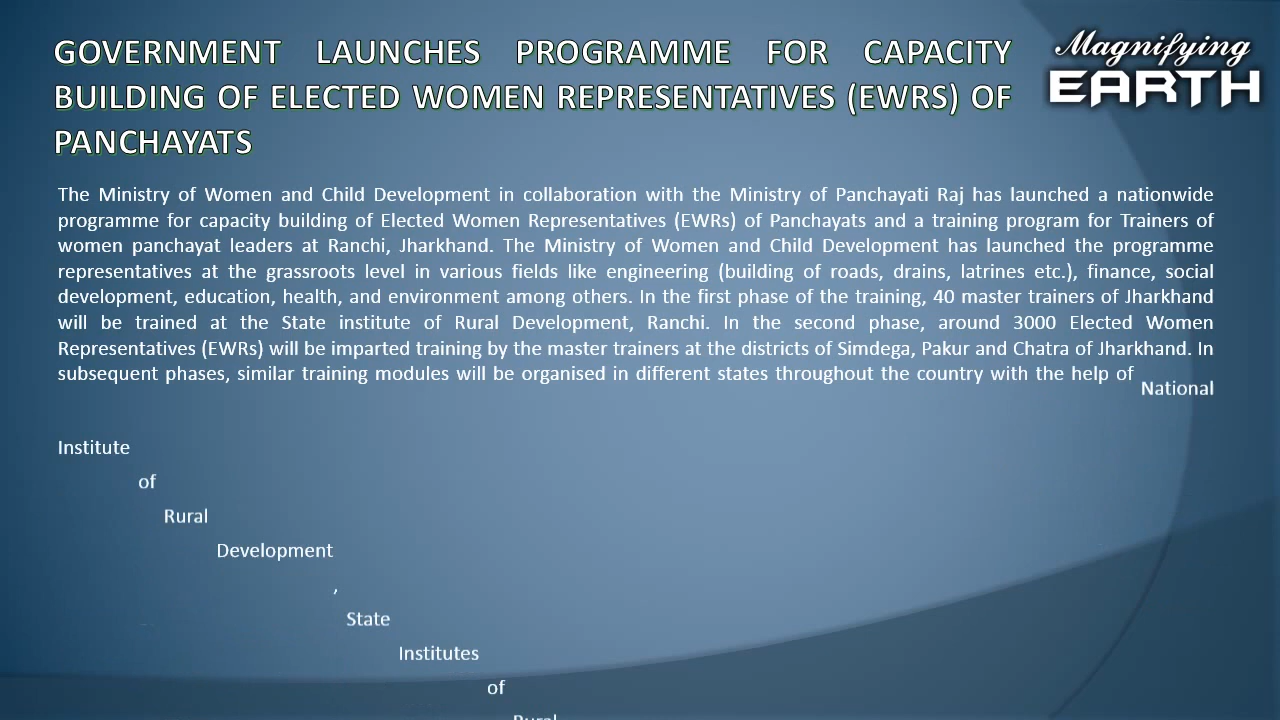 GOVERNMENT LAUNCHES PROGRAMME FOR CAPACITY
BUILDING OF ELECTED WOMEN REPRESENTATIVES (EWRS) OF
PANCHAYATS
Magnifying
EARTH
The Ministry of Women and Child Development in collaboration with the Ministry of Panchayati Raj has launched a nationwide
programme for capacity building of Elected Women Representatives (EWRs) of Panchayats and a training program for Trainers of
women panchayat leaders at Ranchi, Jharkhand. The Ministry of Women and Child Development has launched the programme
representatives at the grassroots level in various fields like engineering (building of roads, drains, latrines etc.), finance, social
development, education, health, and environment among others. In the first phase of the training, 40 master trainers of Jharkhand
will be trained at the State institute of Rural Development, Ranchi. In the second phase, around 3000 Elected Women
Representatives (EWRs) will be imparted training by the master trainers at the districts of Simdega, Pakur and Chatra of Jharkhand. In
subsequent phases, similar training modules will be organised in different states throughout the country with the help of
National
Institute
of
Rural
Development
,
State
Institutes
of